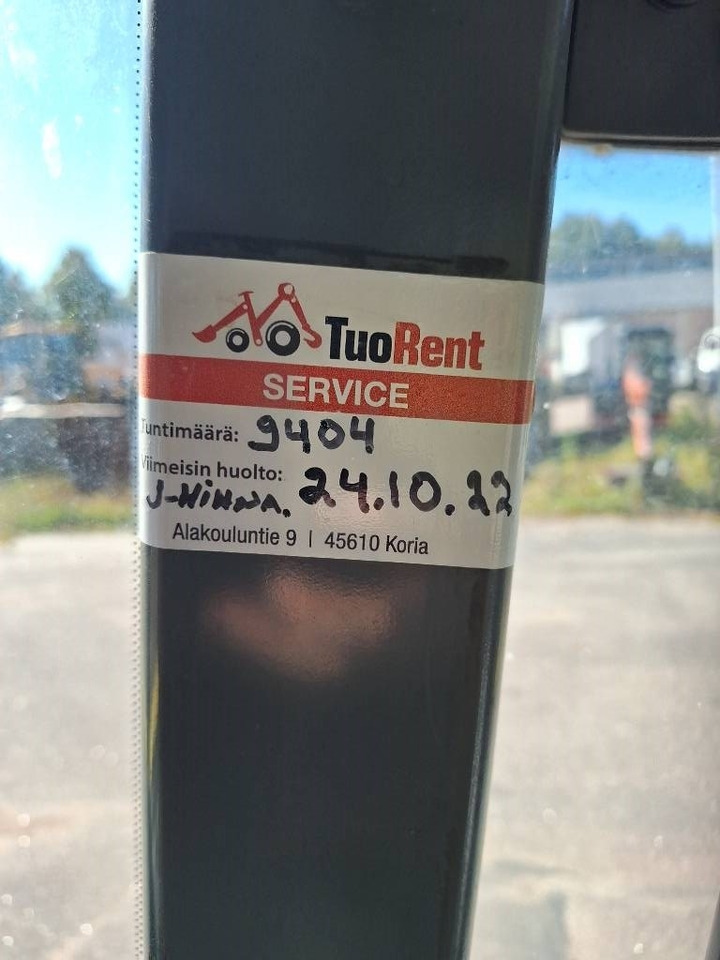 TuoRent
SERVICE
Tuntimäärä: 9404
Viimeisin huolto: 24.10.22
Alakouluntie 9 | 45610 Koria